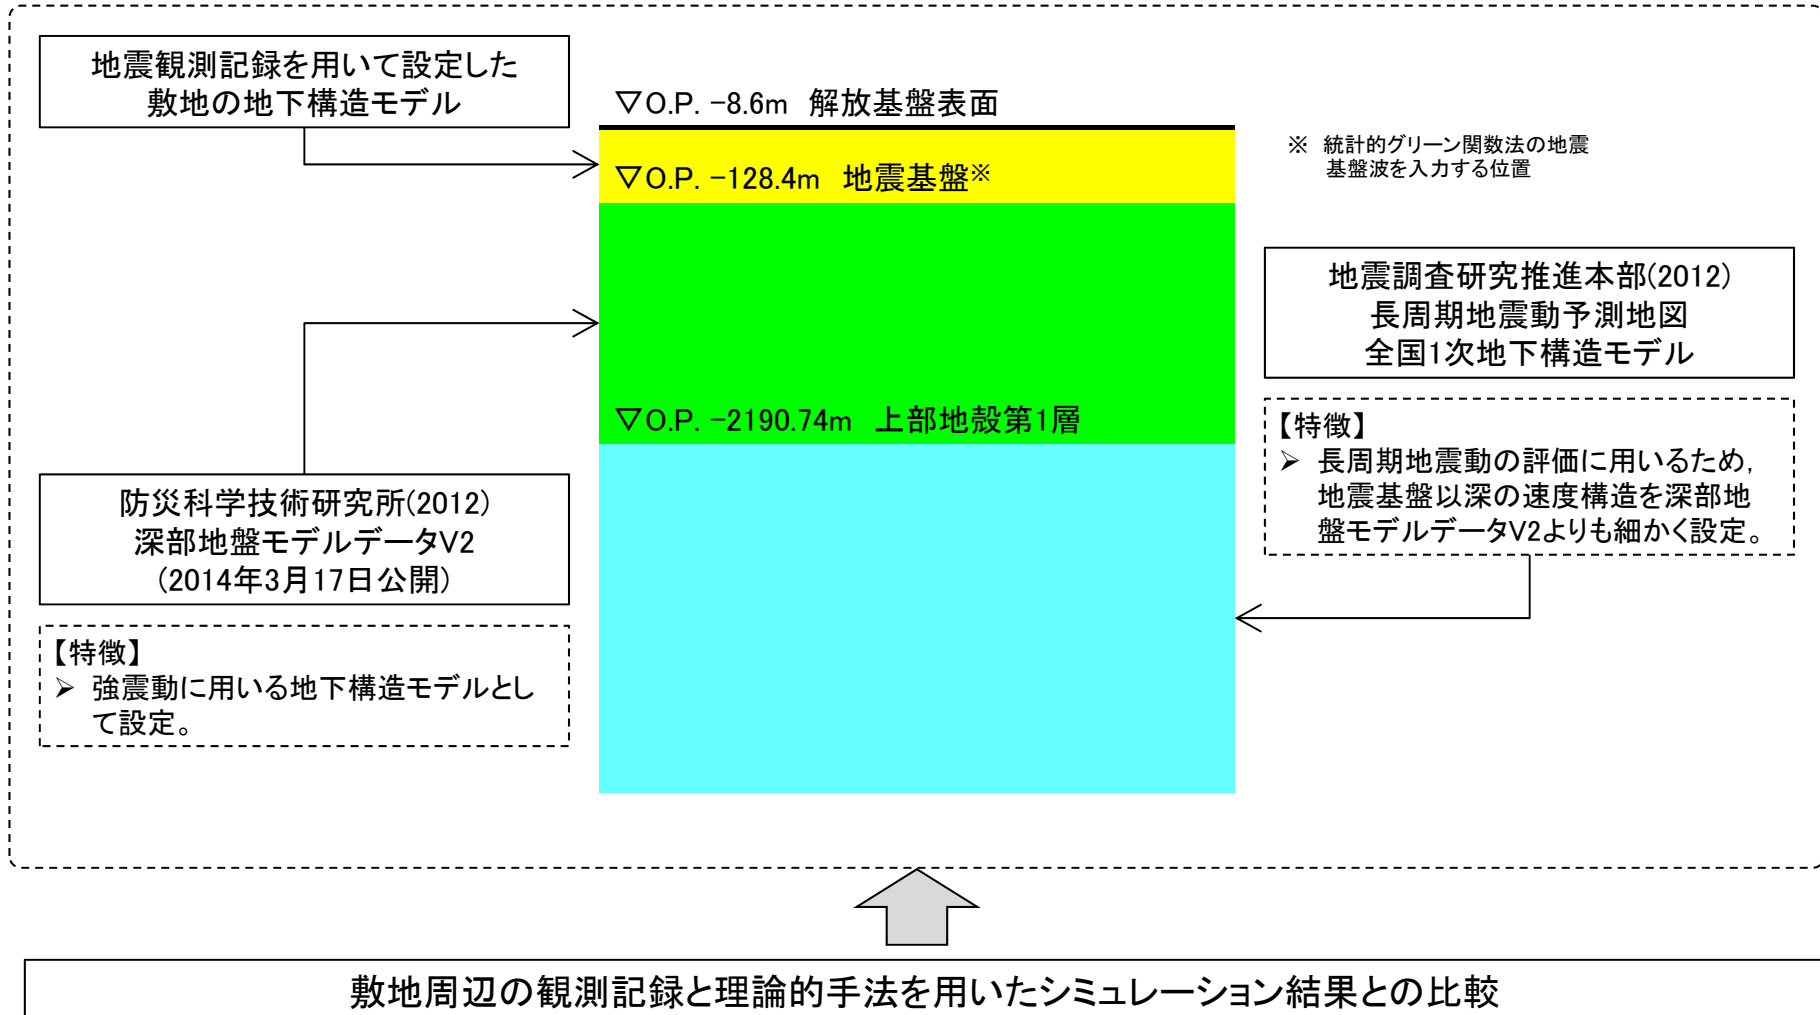 地震観測記録を用いて設定した
敷地の地下構造モデル
▽O.P. -8.6m 解放基盤表面
▽O.P. -128.4m 地震基盤※
※ 統計的グリーン関数法の地震
基盤波を入力する位置
地震調査研究推進本部(2012)
長周期地震動予測地図
全国1次地下構造モデル
▽O.P. -2190.74m 上部地殻第1層
【特徴】
➢ 長周期地震動の評価に用いるため,
地震基盤以深の速度構造を深部地
盤モデルデータV2よりも細かく設定。
防災科学技術研究所(2012)
深部地盤モデルデータV2
(2014年3月17日公開)
【特徴】
➢ 強震動に用いる地下構造モデルとし
て設定。
敷地周辺の観測記録と理論的手法を用いたシミュレーション結果との比較